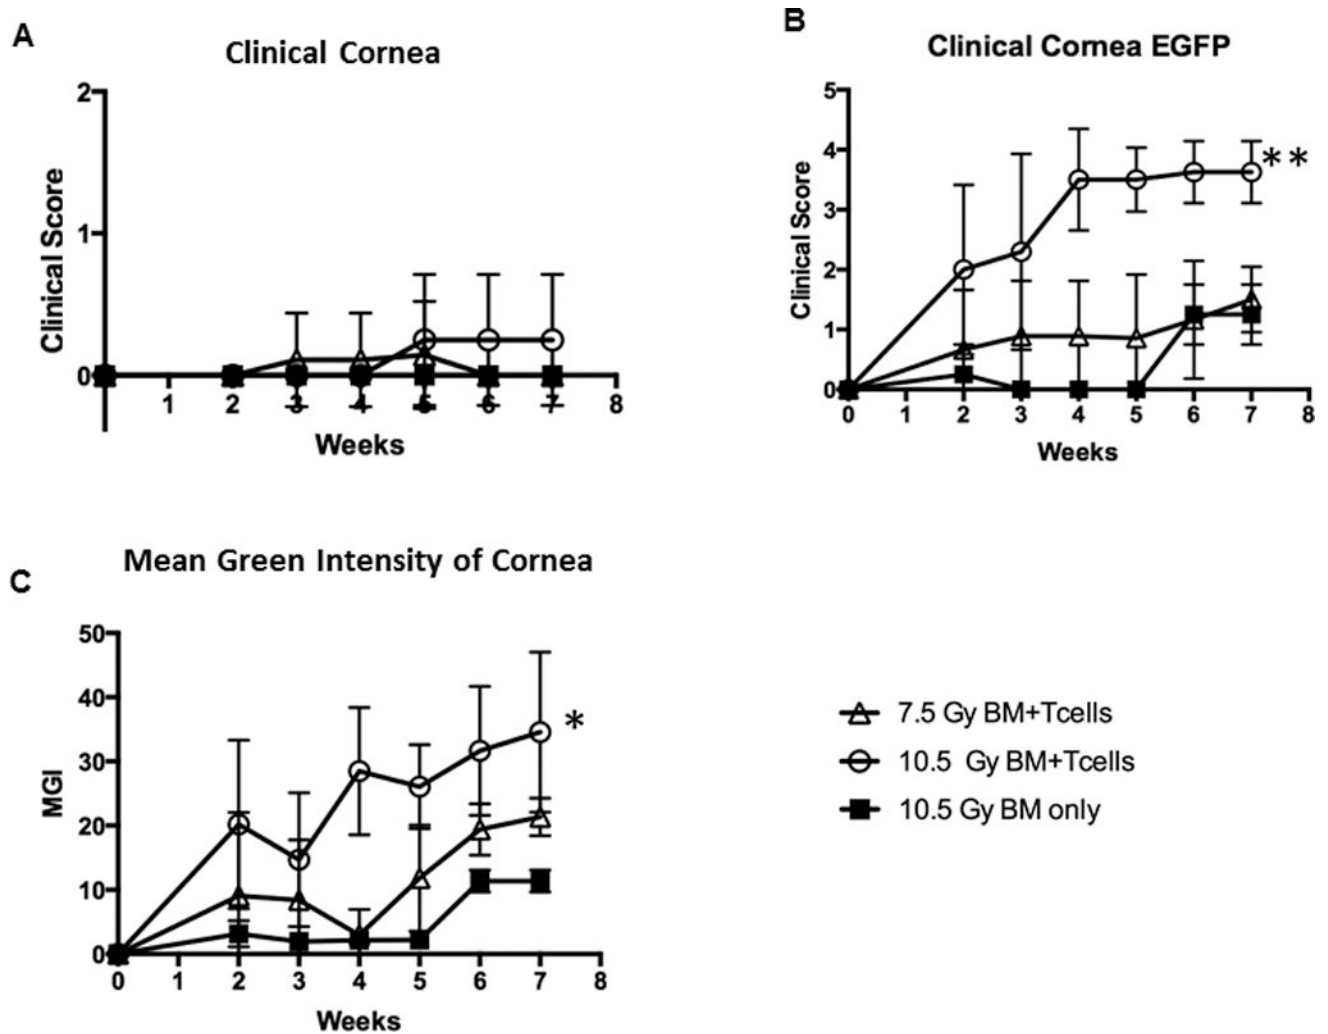 A
Clinical Cornea
2
1
0
Clinical Score
1 2 3 4 5 6 7 8
Weeks
B
Clinical Cornea EGFP
5
4
3
2
1
0
Clinical Score
**
0 1 2 3 4 5 6 7 8
Weeks
C
Mean Green Intensity of Cornea
50
40
30
20
10
0
MGI
*
0 1 2 3 4 5 6 7 8
Weeks
7.5 Gy BM+Tcells
10.5 Gy BM+Tcells
10.5 Gy BM only